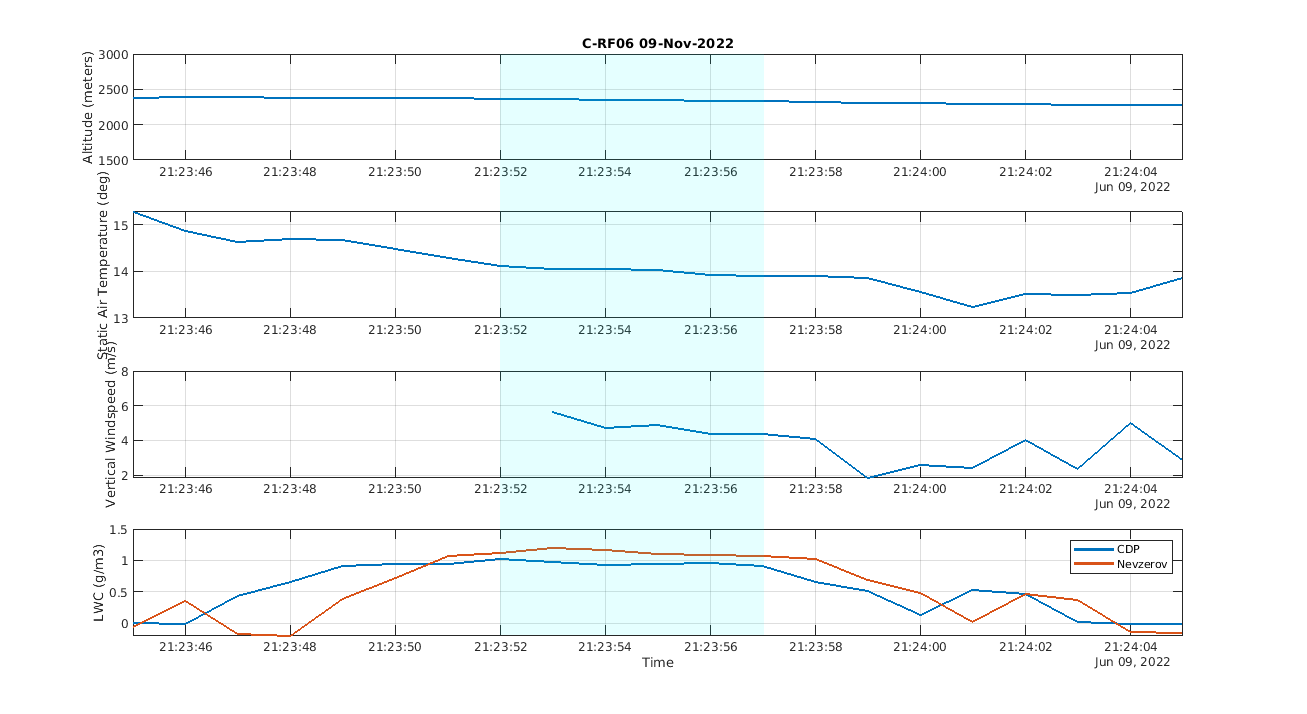 C-RF06 09-Nov-2022
Altitude (meters)
3000
2500
2000
1500
21:23:46 21:23:48 21:23:50 21:23:52 21:23:54 21:23:56 21:23:58 21:24:00 21:24:02 21:24:04
Jun 09, 2022
Static Air Temperature (deg)
15
14
13
21:23:46 21:23:48 21:23:50 21:23:52 21:23:54 21:23:56 21:23:58 21:24:00 21:24:02 21:24:04
Jun 09, 2022
Vertical Windspeed (m/s)
8
6
4
2
21:23:46 21:23:48 21:23:50 21:23:52 21:23:54 21:23:56 21:23:58 21:24:00 21:24:02 21:24:04
Jun 09, 2022
LWC (g/m3)
1.5
1
0.5
0
CDP
Nevzerov
21:23:46 21:23:48 21:23:50 21:23:52 21:23:54 21:23:56 21:23:58 21:24:00 21:24:02 21:24:04
Time
Jun 09, 2022